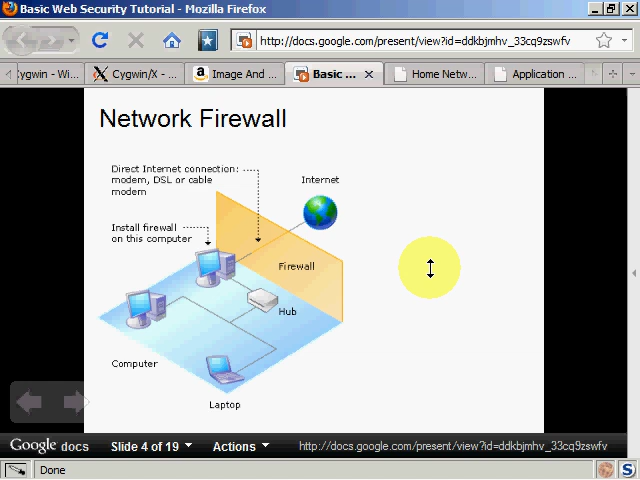 Basic Web Security Tutorial - Mozilla Firefox
http://docs.google.com/present/view?id=ddkbjmhv_33cq9zswfv
Cygwin - Wi...
Cygwin/X - ...
Image And ...
Basic ...
Home Netw...
Application ...
Network Firewall
Direct Internet connection:
modem, DSL or cable
modem
Internet
Install firewall
on this computer
Firewall
Hub
Computer
Laptop
Google docs
Slide 4 of 19
Actions
http://docs.google.com/present/view?id=ddkbjmhv_33cq9zswfv
Done
S